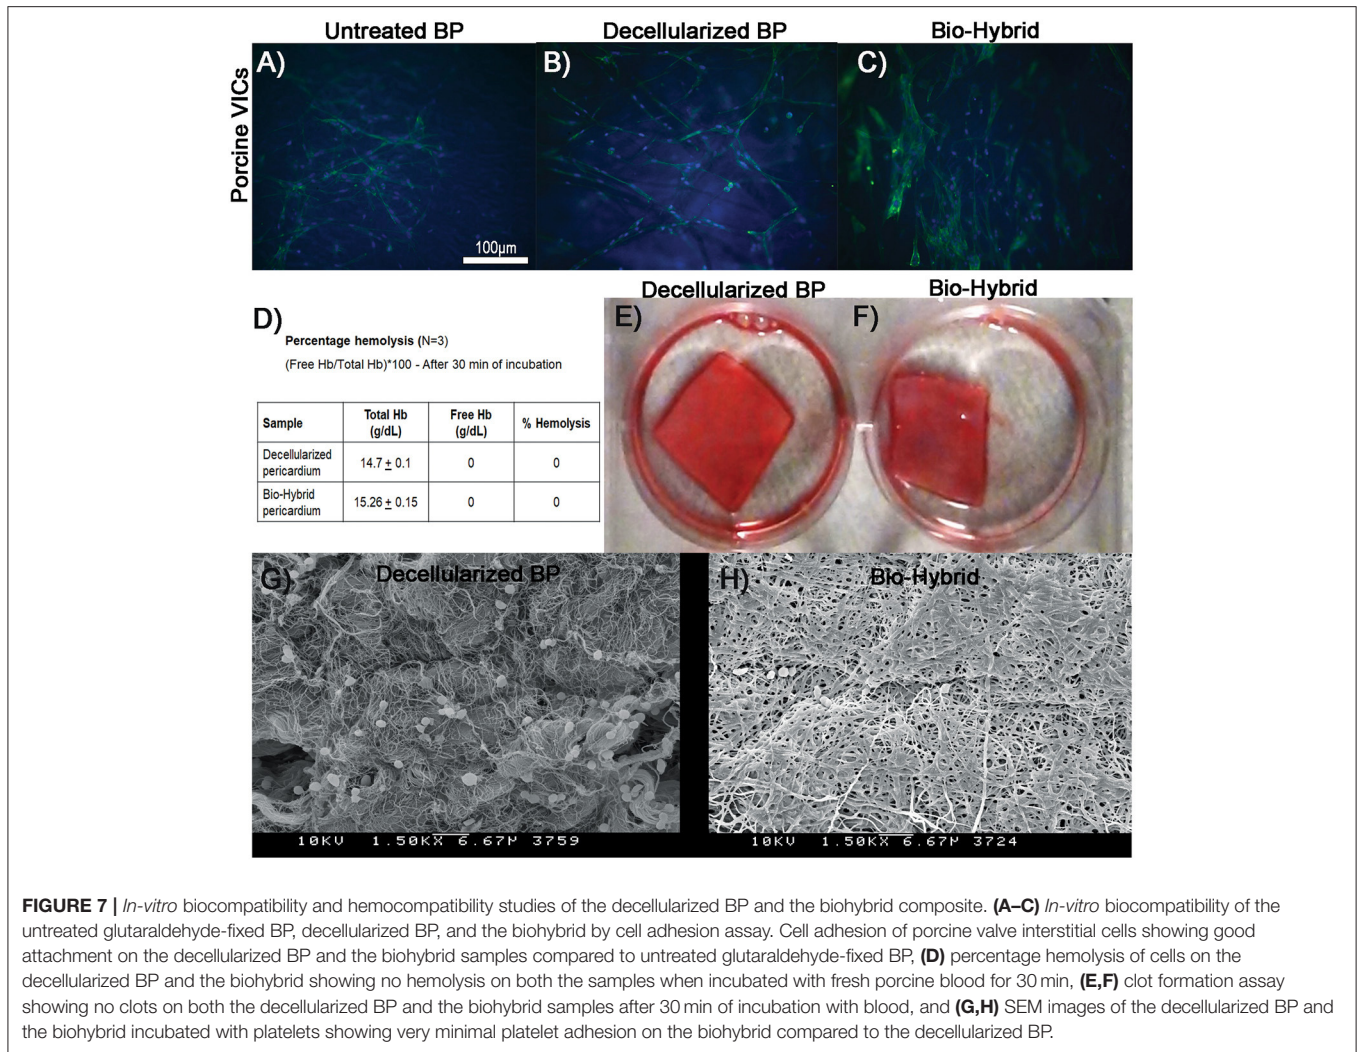 Untreated BP Decellularized BP Bio-Hybrid
A) B) C)
Porcine VICs
100µm
Decellularized BP Bio-Hybrid
D) E) F)
Percentage hemolysis (N=3)
(Free Hb/Total Hb)*100 - After 30 min of incubation
Sample Total Hb (g/dL) Free Hb (g/dL) % Hemolysis
Decellularized pericardium 14.7 ± 0.1 0 0
Bio-Hybrid pericardium 15.26 ± 0.15 0 0
G) Decellularized BP H) Bio-Hybrid
10KV 1.50KX 6.67µ 3759 10KV 1.50KX 6.67µ 3724
FIGURE 7 | In-vitro biocompatibility and hemocompatibility studies of the decellularized BP and the biohybrid composite. (A–C) In-vitro biocompatibility of the
untreated glutaraldehyde-fixed BP, decellularized BP, and the biohybrid by cell adhesion assay. Cell adhesion of porcine valve interstitial cells showing good
attachment on the decellularized BP and the biohybrid samples compared to untreated glutaraldehyde-fixed BP, (D) percentage hemolysis of cells on the
decellularized BP and the biohybrid showing no hemolysis on both the samples when incubated with fresh porcine blood for 30 min, (E,F) clot formation assay
showing no clots on both the decellularized BP and the biohybrid samples after 30 min of incubation with blood, and (G,H) SEM images of the decellularized BP and
the biohybrid incubated with platelets showing very minimal platelet adhesion on the biohybrid compared to the decellularized BP.